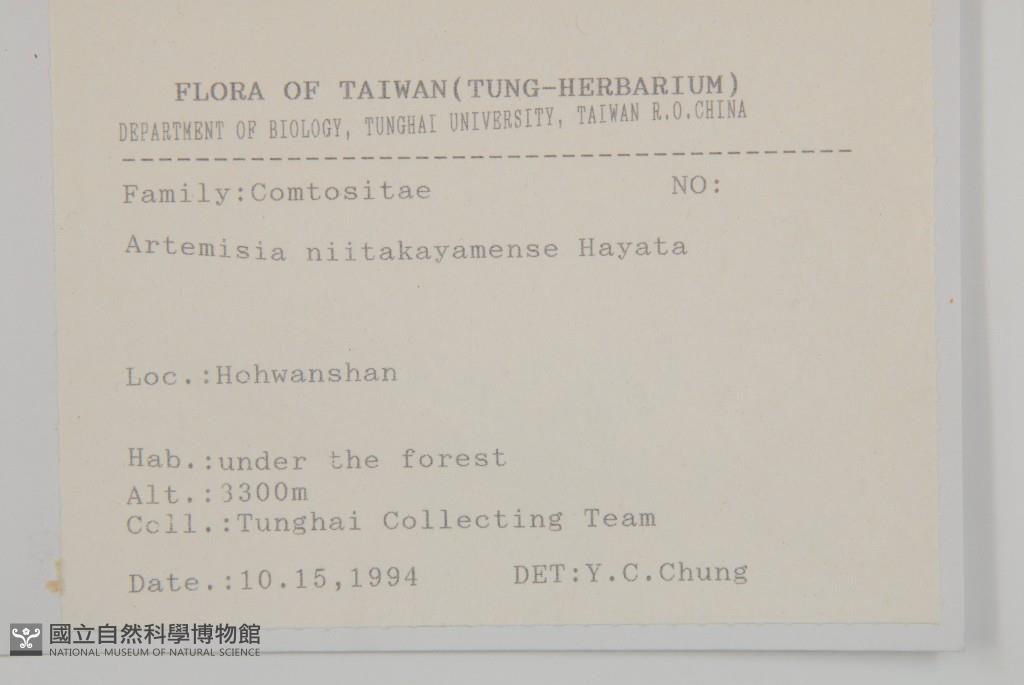 FLORA OF TAIWAN(TUNG-HERBARIUM)
DEPARTMENT OF BIOLOGY, TUNGHAI UNIVERSITY, TAIWAN R.O.CHINA
Family:Comtositae NO:
Artemisia niitakayamense Hayata
Loc.:Hohwanshan
Hab.:under the forest
Alt.:3300m
Coll.:Tunghai Collecting Team
Date.:10.15,1994 DET:Y.C.Chung
國立自然科學博物館
NATIONAL MUSEUM OF NATURAL SCIENCE